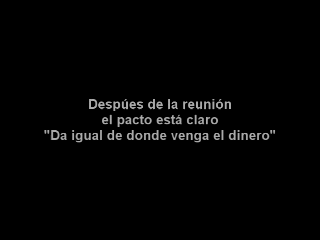 Despúes de la reunión
el pacto está claro
"Da igual de donde venga el dinero"